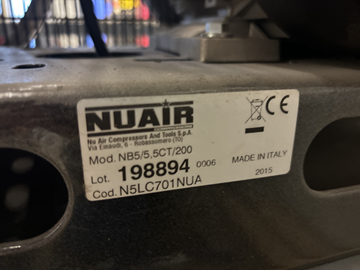 NUAIR
Nu Air Compressors And Tools S.p.A.
Via Einaudi, 6 - Robassomero (TO)
Mod. NB5/5,5CT/200
Lot. 198894 0006
MADE IN ITALY
Cod. N5LC701NUA
2015
CE